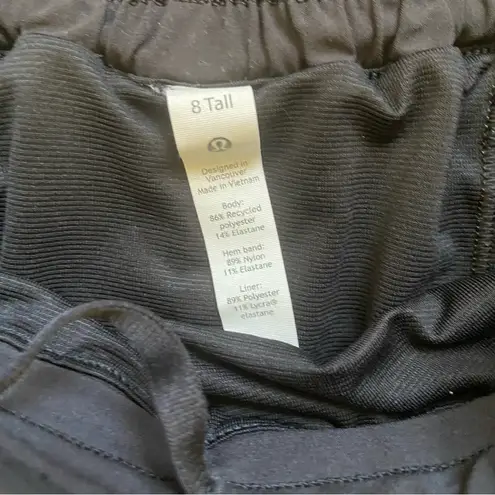 8 Tall
Designed in
Vancouver
Made in Vietnam
Body:
86% Recycled
polyester
14% Elastane
Hem band:
89% Nylon
11% Elastane
Liner:
89% Polyester
11% Lycra®
elastane